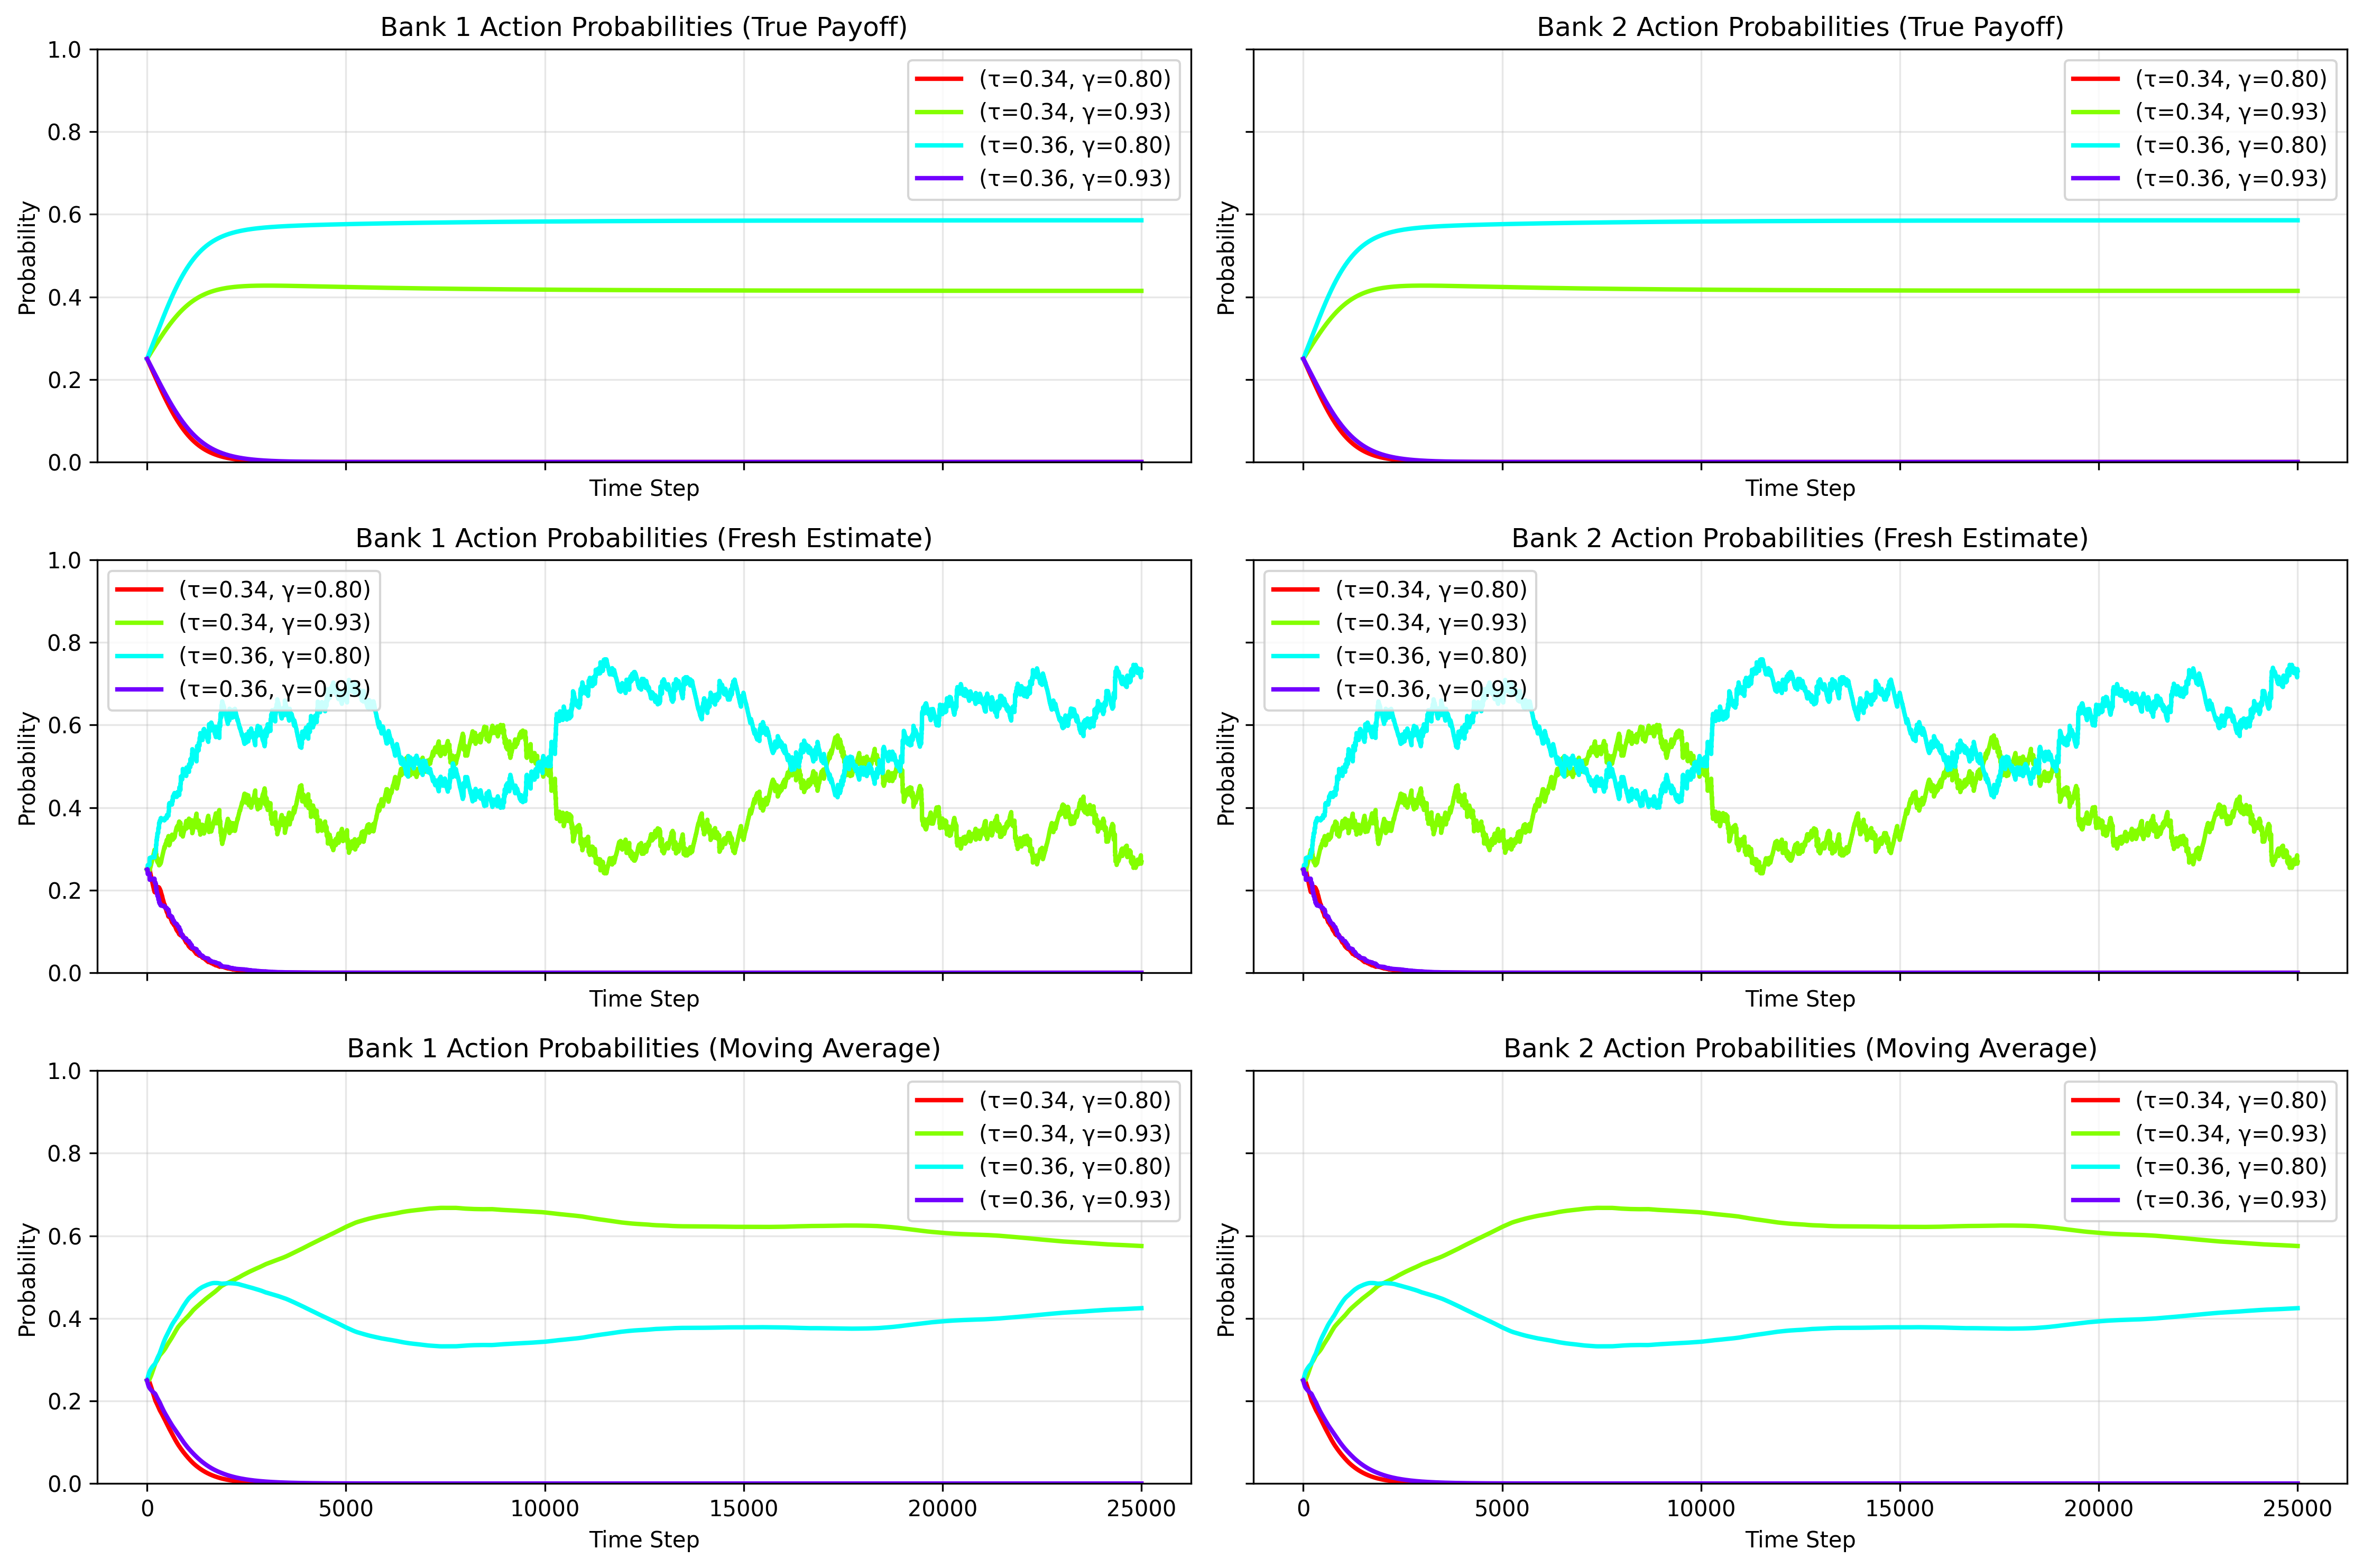 Bank 1 Action Probabilities (True Payoff)
1.0
0.8
0.6
0.4
0.2
0.0
Probability
Time Step
(τ=0.34, γ=0.80)
(τ=0.34, γ=0.93)
(τ=0.36, γ=0.80)
(τ=0.36, γ=0.93)
Bank 2 Action Probabilities (True Payoff)
Probability
Time Step
(τ=0.34, γ=0.80)
(τ=0.34, γ=0.93)
(τ=0.36, γ=0.80)
(τ=0.36, γ=0.93)
Bank 1 Action Probabilities (Fresh Estimate)
1.0
0.8
0.6
0.4
0.2
0.0
Probability
Time Step
(τ=0.34, γ=0.80)
(τ=0.34, γ=0.93)
(τ=0.36, γ=0.80)
(τ=0.36, γ=0.93)
Bank 2 Action Probabilities (Fresh Estimate)
Probability
Time Step
(τ=0.34, γ=0.80)
(τ=0.34, γ=0.93)
(τ=0.36, γ=0.80)
(τ=0.36, γ=0.93)
Bank 1 Action Probabilities (Moving Average)
1.0
0.8
0.6
0.4
0.2
0.0
Probability
(τ=0.34, γ=0.80)
(τ=0.34, γ=0.93)
(τ=0.36, γ=0.80)
(τ=0.36, γ=0.93)
0 5000 10000 15000 20000 25000
Time Step
Bank 2 Action Probabilities (Moving Average)
Probability
(τ=0.34, γ=0.80)
(τ=0.34, γ=0.93)
(τ=0.36, γ=0.80)
(τ=0.36, γ=0.93)
0 5000 10000 15000 20000 25000
Time Step